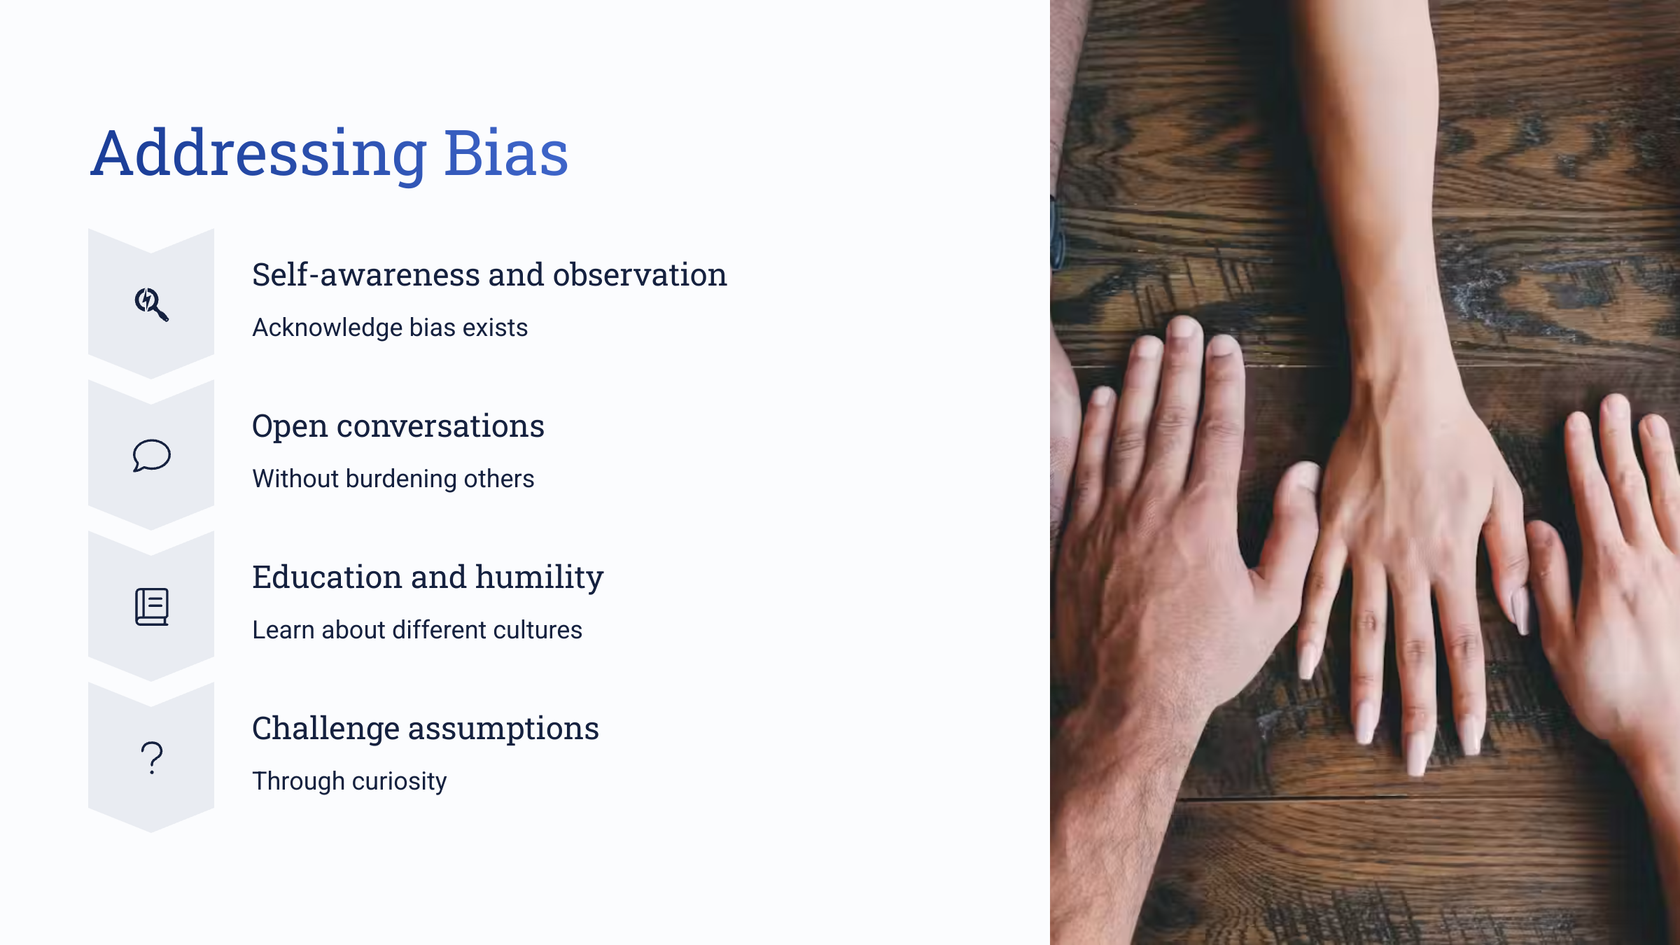 Addressing Bias
Self-awareness and observation
Acknowledge bias exists
Open conversations
Without burdening others
Education and humility
Learn about different cultures
Challenge assumptions
Through curiosity